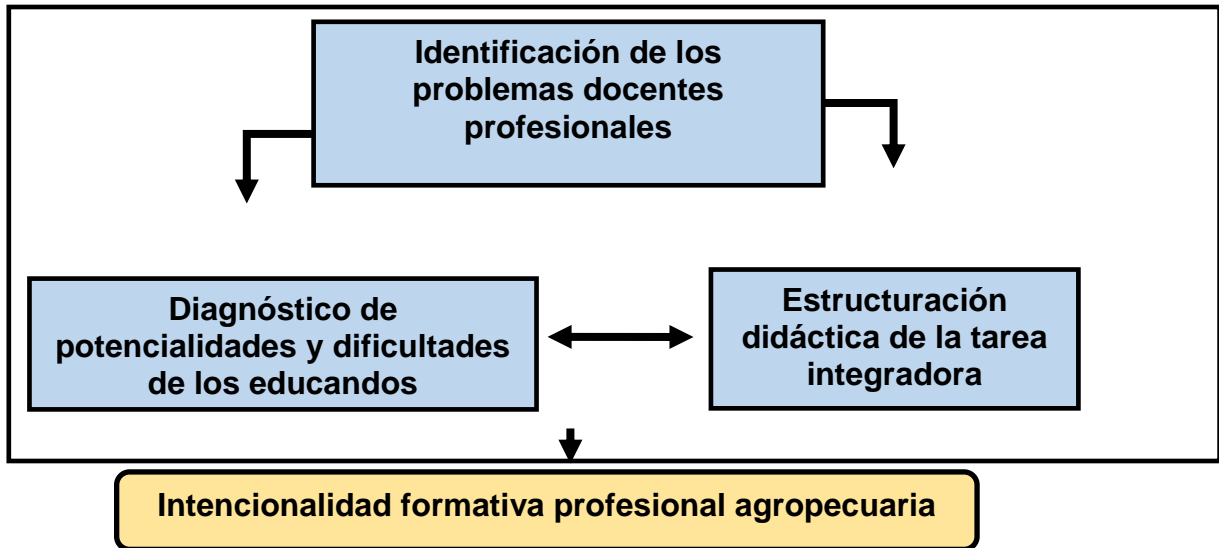 Identificación de los
problemas docentes
profesionales
Diagnóstico de
potencialidades y dificultades
de los educandos
Estructuración
didáctica de la tarea
integradora
Intencionalidad formativa profesional agropecuaria